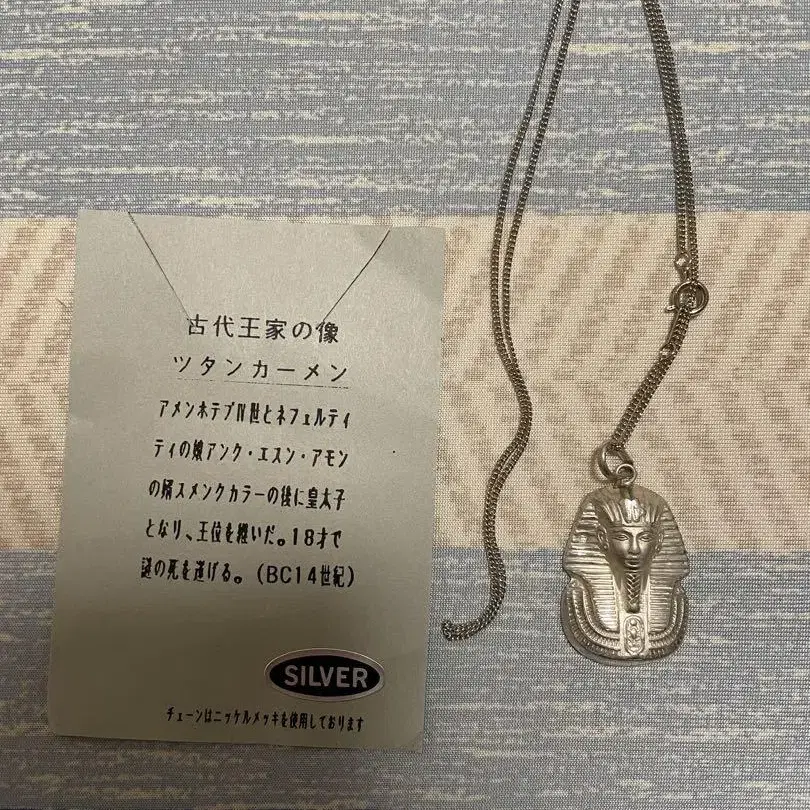 古代王家の像
ツタンカーメン
アメンホテプⅣ世とネフェルティ
ティの娘アンク・エスン・アモン
の婿スメンクカラーの後に皇太子
となり、王位を継いだ。18才で
謎の死を遂げる。(BC14世紀)
SILVER
チェーンはニッケルメッキを使用しております